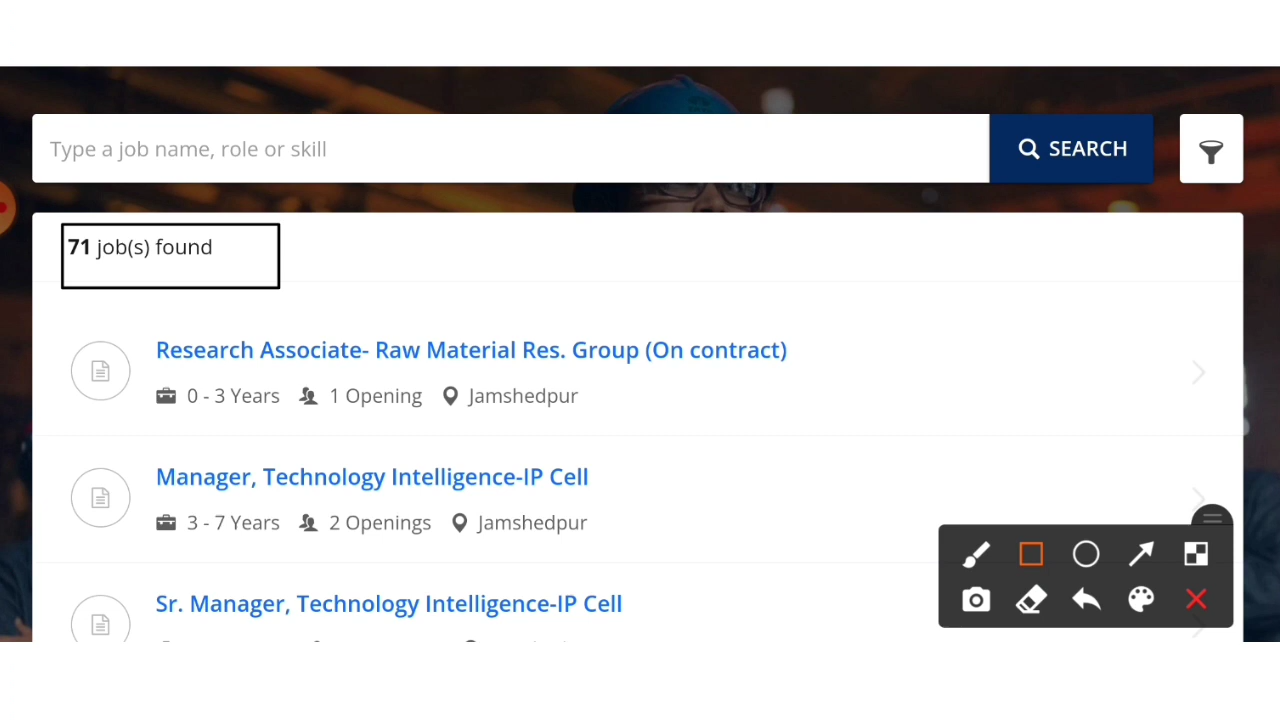 Type a job name, role or skill
SEARCH
71 job(s) found
Research Associate- Raw Material Res. Group (On contract)
0 - 3 Years 1 Opening Jamshedpur
Manager, Technology Intelligence-IP Cell
3 - 7 Years 2 Openings Jamshedpur
Sr. Manager, Technology Intelligence-IP Cell